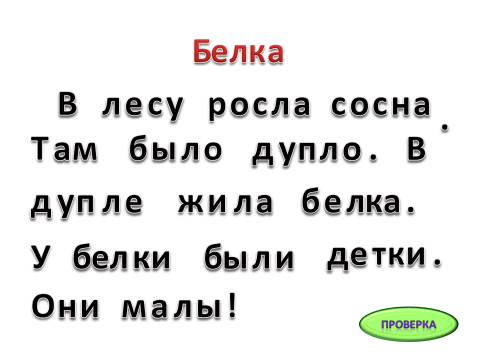 Белка
В лесу росла сосна.
Там было дупло. В
дупле жила белка.
У белки были детки.
Они малы!
ПРОВЕРКА